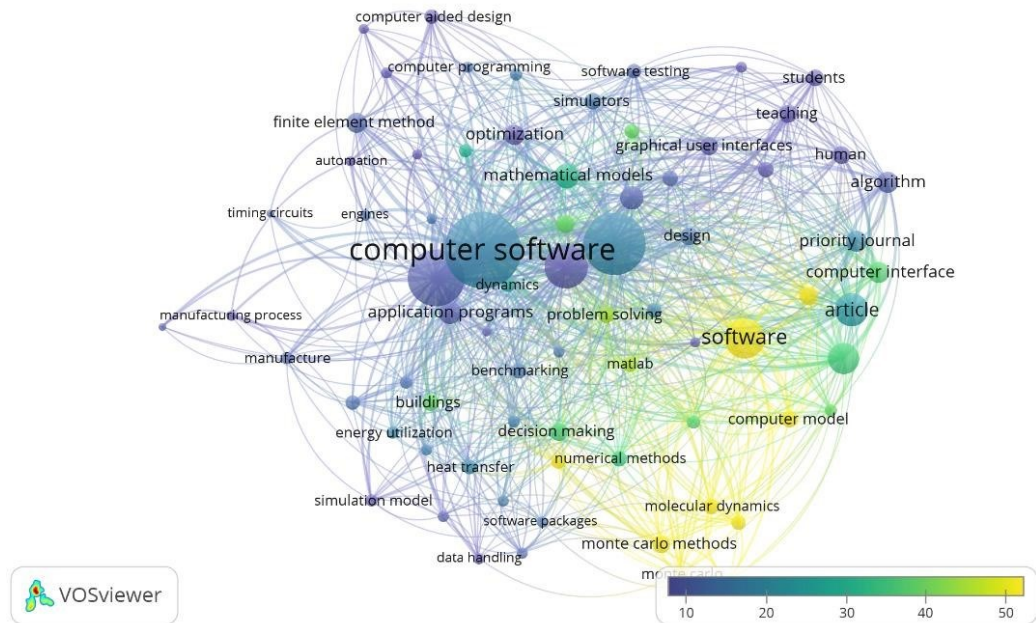 computer aided design
computer programming
software testing
students
simulators
teaching
finite element method
optimization
graphical user interfaces
automation
human
mathematical models
algorithm
timing circuits
engines
design
priority journal
computer software
computer interface
dynamics
application programs
problem solving
article
manufacturing process
software
manufacture
benchmarking
matlab
buildings
computer model
energy utilization
decision making
heat transfer
numerical methods
simulation model
molecular dynamics
software packages
monte carlo methods
data handling
monte carlo
VOSviewer
10 20 30 40 50